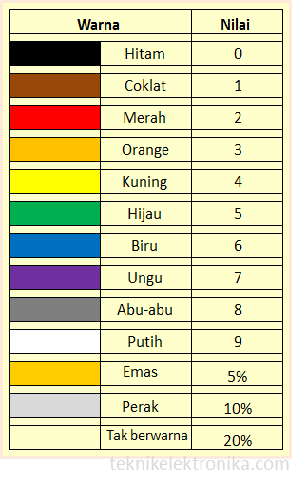 Warna Nilai
Hitam 0
Coklat 1
Merah 2
Orange 3
Kuning 4
Hijau 5
Biru 6
Ungu 7
Abu-abu 8
Putih 9
Emas 5%
Perak 10%
Tak berwarna 20%
teknikelektronika.com